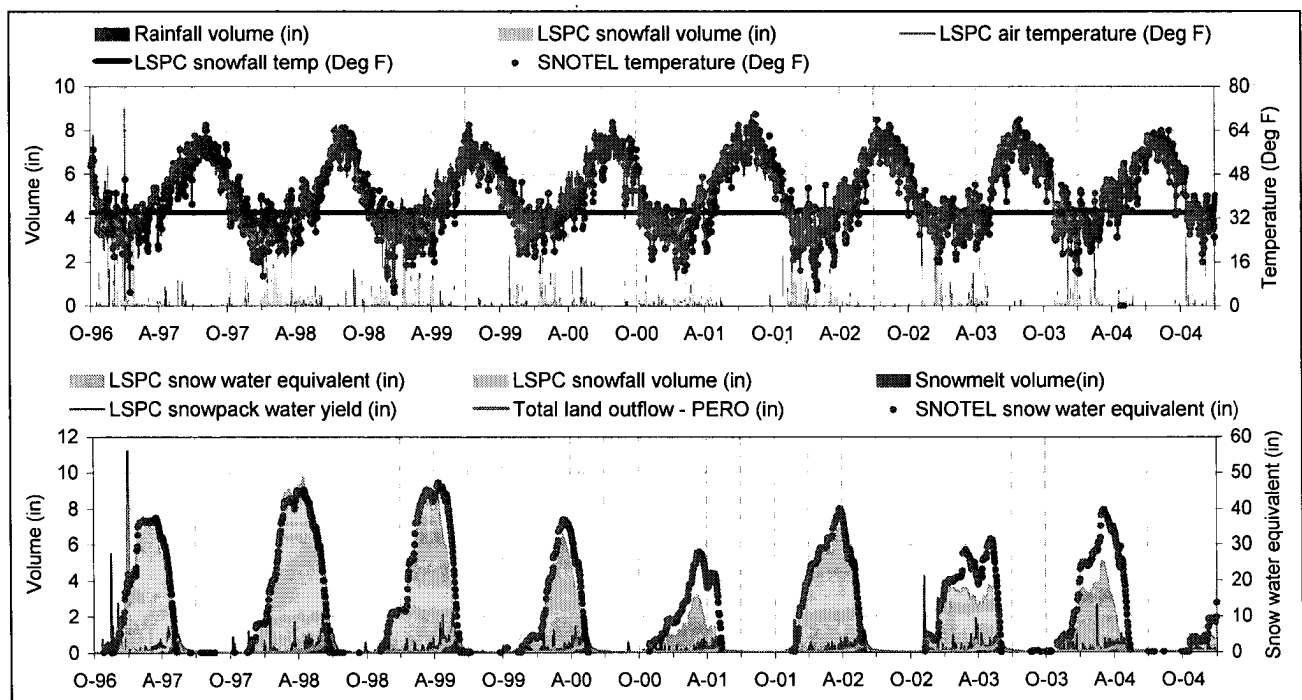 Rainfall volume (in) LSPC snowfall volume (in) LSPC air temperature (Deg F)
LSPC snowfall temp (Deg F) SNOTEL temperature (Deg F)
10 80
8 64
6 48
4 32
2 16
0 0
Volume (in)
Temperature (Deg F)
O-96 A-97 O-97 A-98 O-98 A-99 O-99 A-00 O-00 A-01 O-01 A-02 O-02 A-03 O-03 A-04 O-04
LSPC snow water equivalent (in) LSPC snowfall volume (in) Snowmelt volume(in)
LSPC snowpack water yield (in) Total land outflow - PERO (in) SNOTEL snow water equivalent (in)
12 60
10 50
8 40
6 30
4 20
2 10
0 0
Volume (in)
Snow water equivalent (in)
O-96 A-97 O-97 A-98 O-98 A-99 O-99 A-00 O-00 A-01 O-01 A-02 O-02 A-03 O-03 A-04 O-04